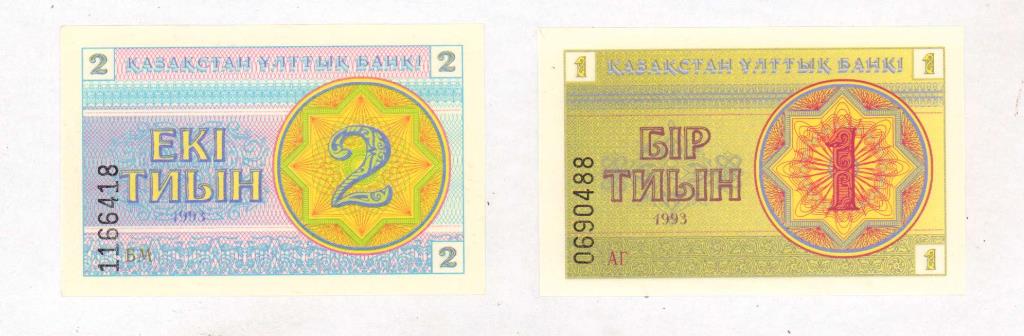 2 ҚАЗАҚСТАН ҰЛТТЫҚ БАНКІ 2
ЕКІ
ТИЫН
2
1993
1166418
БМ
2
1 ҚАЗАҚСТАН ҰЛТТЫҚ БАНКІ 1
БІР
ТИЫН
1
1993
0690488
АГ
1